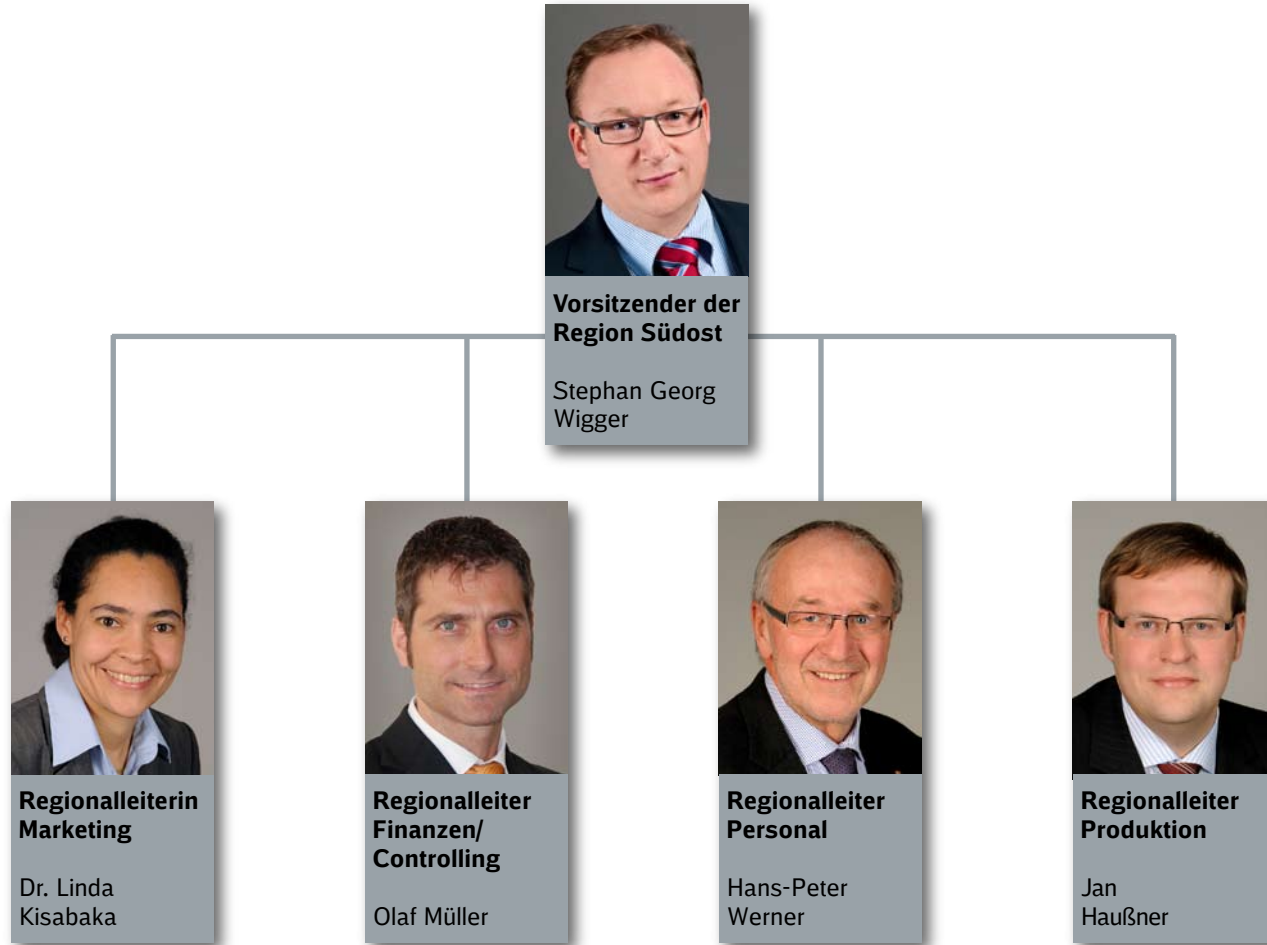 Vorsitzender der
Region Südost
Stephan Georg
Wigger
Regionalleiterin
Marketing
Dr. Linda
Kisabaka
Regionalleiter
Finanzen/
Controlling
Olaf Müller
Regionalleiter
Personal
Hans-Peter
Werner
Regionalleiter
Produktion
Jan
Haußner